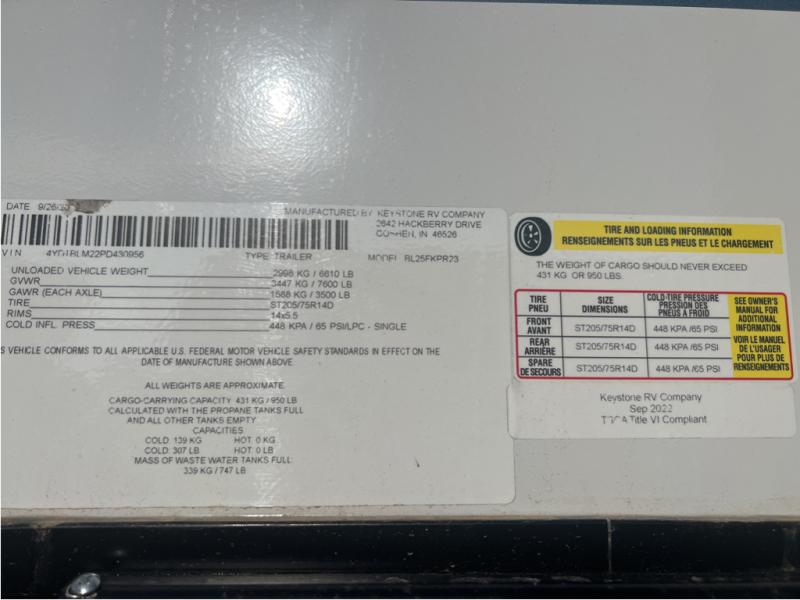 DATE 9/26/
MANUFACTURED BY KEYSTONE RV COMPANY
2642 HACKBERRY DRIVE
GOSHEN, IN 46526
VIN
TYPE: TRAILER
MODEL BL25FKPR23
UNLOADED VEHICLE WEIGHT 2998 KG / 6610 LB
GVWR 3447 KG / 7600 LB
GAWR (EACH AXLE) 1588 KG / 3500 LB
TIRE ST205/75R14D
RIMS 14x5.5
COLD INFL. PRESS 448 KPA / 65 PSI/LPC - SINGLE
S VEHICLE CONFORMS TO ALL APPLICABLE U.S. FEDERAL MOTOR VEHICLE SAFETY STANDARDS IN EFFECT ON THE
DATE OF MANUFACTURE SHOWN ABOVE.
ALL WEIGHTS ARE APPROXIMATE
CARGO-CARRYING CAPACITY 431 KG / 950 LB
CALCULATED WITH THE PROPANE TANKS FULL
AND ALL OTHER TANKS EMPTY
CAPACITIES
COLD: 139 KG HOT: 0 KG
COLD: 307 LB HOT: 0 LB
MASS OF WASTE WATER TANKS FULL:
339 KG / 747 LB
TIRE AND LOADING INFORMATION
RENSEIGNEMENTS SUR LES PNEUS ET LE CHARGEMENT
THE WEIGHT OF CARGO SHOULD NEVER EXCEED
431 KG OR 950 LBS.
TIRE
PNEU
SIZE
DIMENSIONS
COLD-TIRE PRESSURE
PRESSION DES
PNEUS A FROID
FRONT
AVANT
ST205/75R14D
448 KPA /65 PSI
REAR
ARRIÈRE
ST205/75R14D
448 KPA /65 PSI
SPARE
DE SECOURS
ST205/75R14D
448 KPA /65 PSI
SEE OWNER'S
MANUAL FOR
ADDITIONAL
INFORMATION
VOIR LE MANUEL
DE L'USAGER
POUR PLUS DE
RENSEIGNEMENTS
Keystone RV Company
Sep 2022
Title VI Compliant